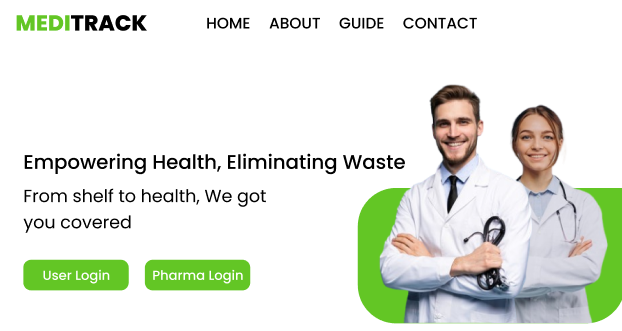 MEDITRACK HOME ABOUT GUIDE CONTACT
Empowering Health, Eliminating Waste
From shelf to health, We got
you covered
User Login Pharma Login